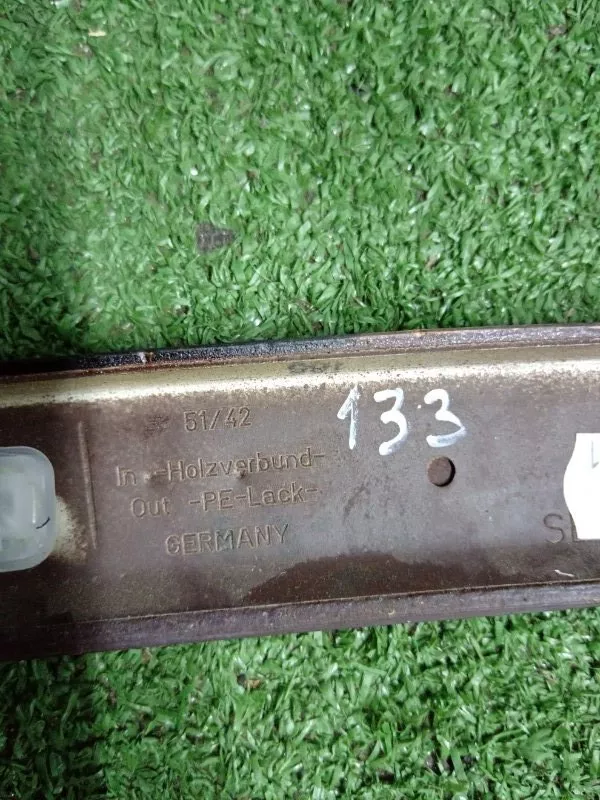 51/42
133
In -Holzverbund-
Out -PE-Lack-
GERMANY